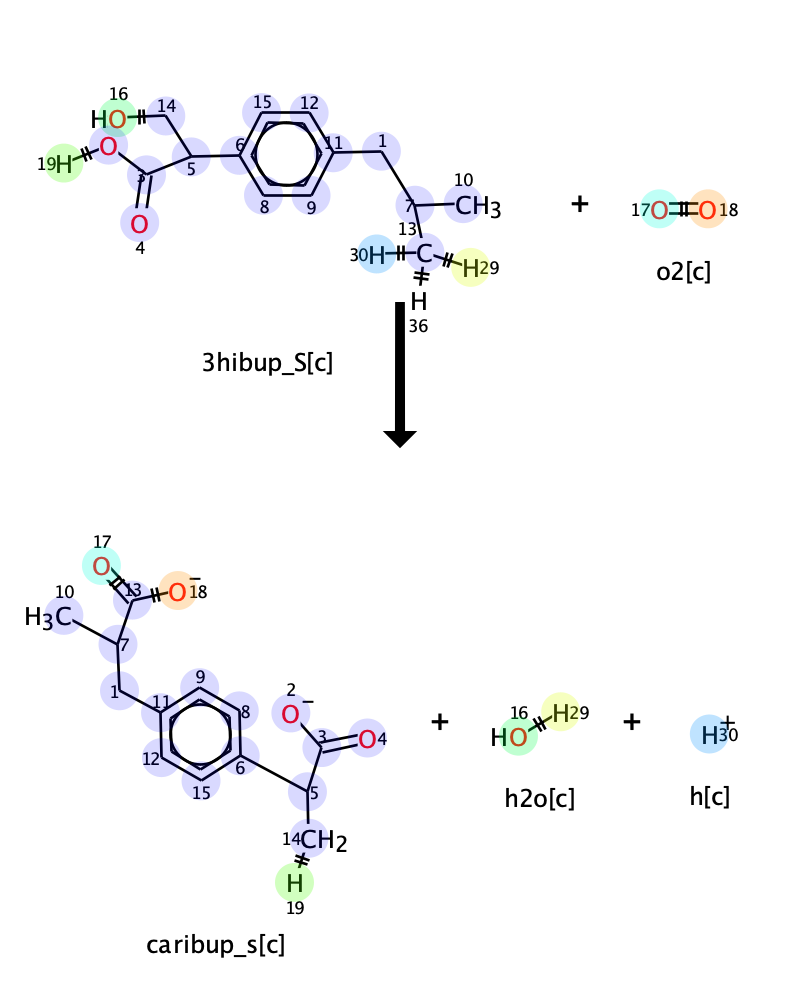 16 14 15 12
HO O 6 11 1
19H 3 5 10
O 8 9 7 CH3 + 17O O18
4 13
30H C H29 o2[c]
H
36
3hibup_S[c]
17
O − 
10 13 O18
H3C
7 9 2
1 11 8 O− 16 H29 +
12 3 O4 + HO + H30
6
15 5 h2o[c] h[c]
14CH2
H
19
caribup_s[c]